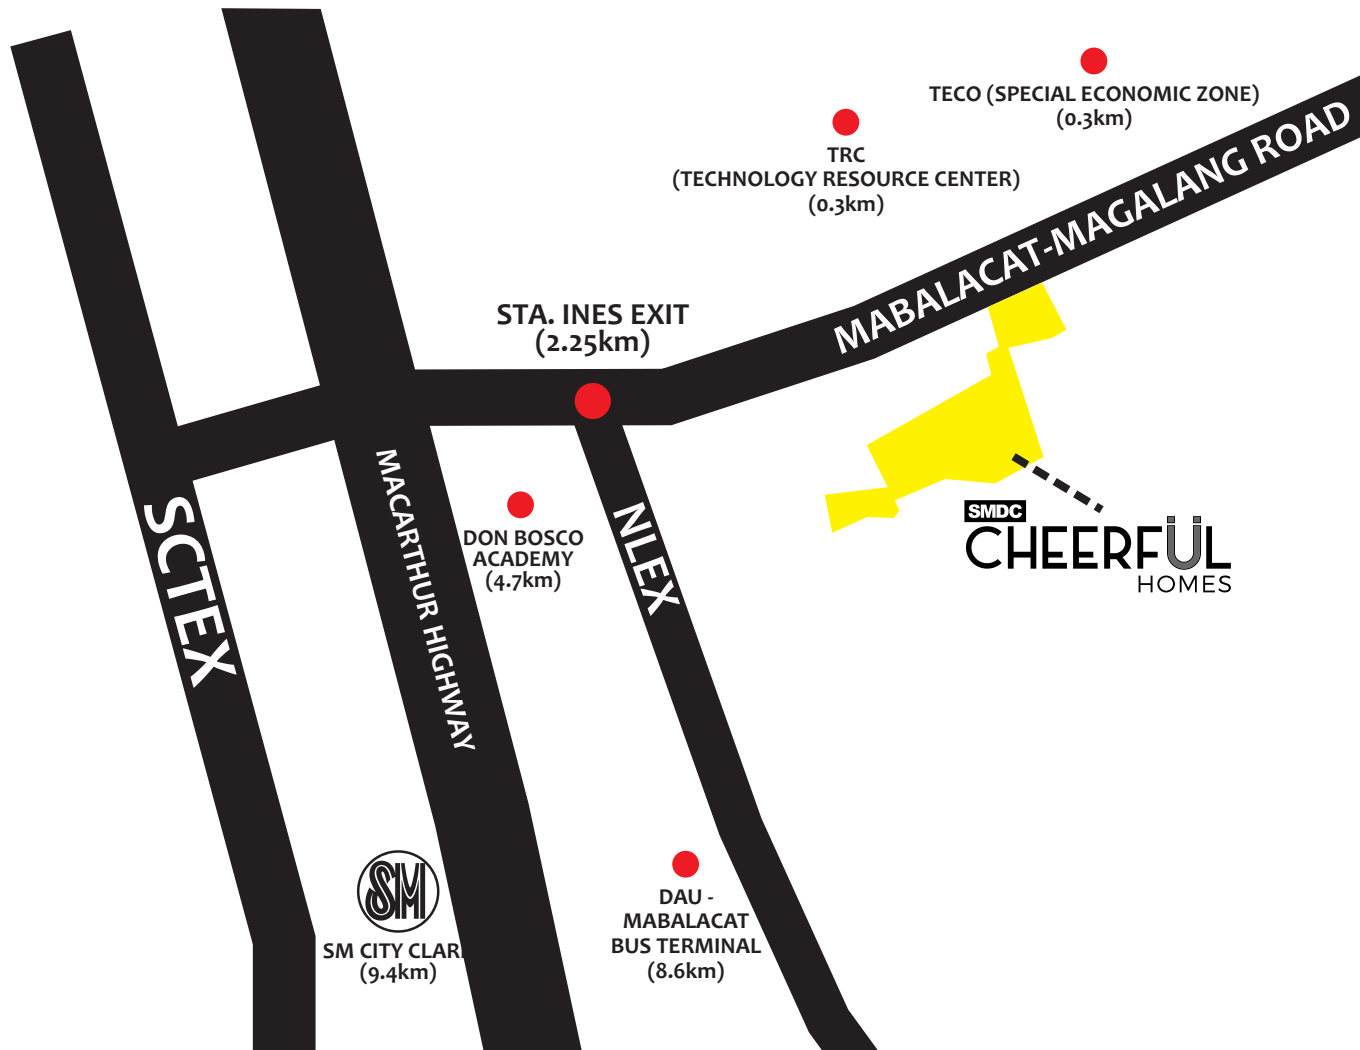 TECO (SPECIAL ECONOMIC ZONE)
(0.3km)
TRC
(TECHNOLOGY RESOURCE CENTER)
(0.3km)
MABALACAT-MAGALANG ROAD
STA. INES EXIT
(2.25km)
MACARTHUR HIGHWAY
SCTEX
DON BOSCO
ACADEMY
(4.7km)
NLEX
SMDC
CHEERFÜL
HOMES
SM
SM CITY CLAR
(9.4km)
DAU -
MABALACAT
BUS TERMINAL
(8.6km)